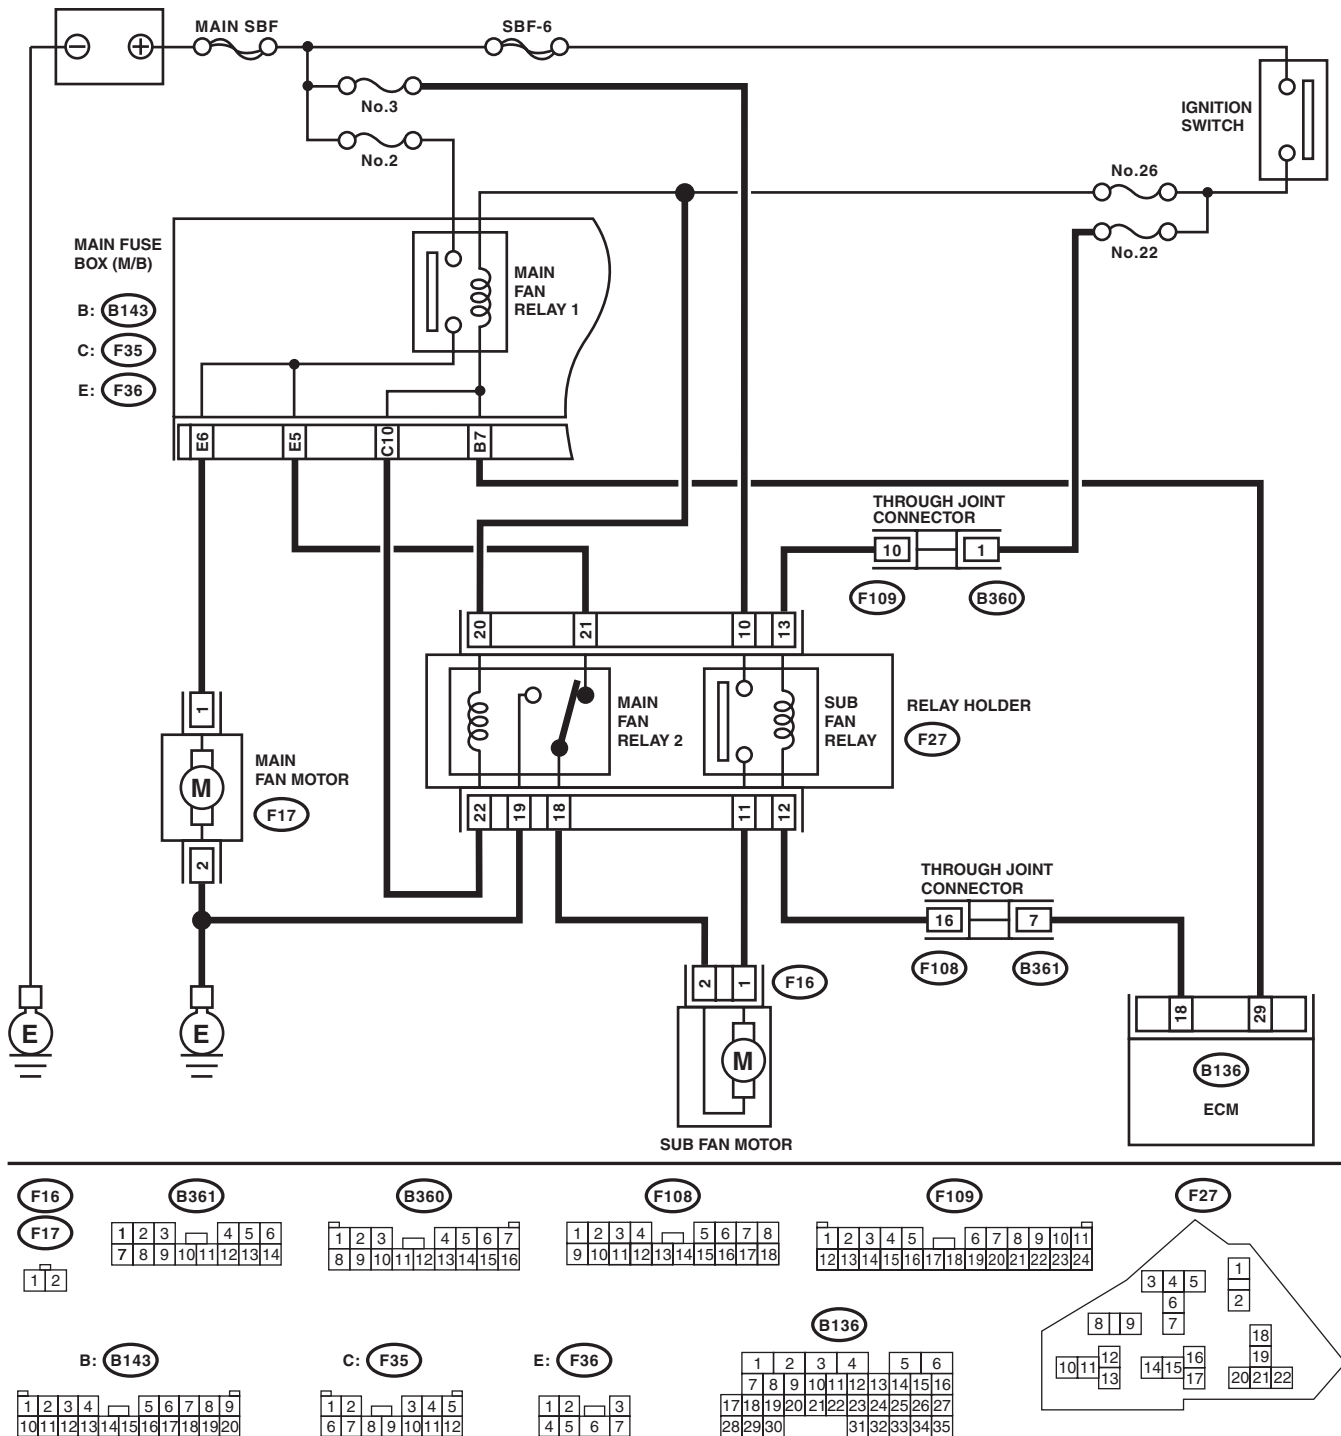 MAIN SBF
SBF-6
No.3
No.2
IGNITION
SWITCH
No.26
No.22
MAIN FUSE
BOX (M/B)
B: B143
C: F35
E: F36
MAIN
FAN
RELAY 1
E6 E5 C10 B7
THROUGH JOINT
CONNECTOR
10 1
F109 B360
20 21 10 13
MAIN
FAN
RELAY 2
SUB
FAN
RELAY
RELAY HOLDER
F27
22 19 18 11 12
1
M
MAIN
FAN MOTOR
F17
2
THROUGH JOINT
CONNECTOR
16 7
F108 B361
2 1
F16
M
SUB FAN MOTOR
E
E
18 29
B136
ECM
F16
F17
1 2
B361
1 2 3 4 5 6
7 8 9 10 11 12 13 14
B360
1 2 3 4 5 6 7
8 9 10 11 12 13 14 15 16
F108
1 2 3 4 5 6 7 8
9 10 11 12 13 14 15 16 17 18
F109
1 2 3 4 5 6 7 8 9 10 11
12 13 14 15 16 17 18 19 20 21 22 23 24
F27
1
3 4 5
6 2
8 9 7
18
12 16 19
10 11 14 15
13 17 20 21 22
B: B143
1 2 3 4 5 6 7 8 9
10 11 12 13 14 15 16 17 18 19 20
C: F35
1 2 3 4 5
6 7 8 9 10 11 12
E: F36
1 2 3
4 5 6 7
B136
1 2 3 4 5 6
7 8 9 10 11 12 13 14 15 16
17 18 19 20 21 22 23 24 25 26 27
28 29 30 31 32 33 34 35